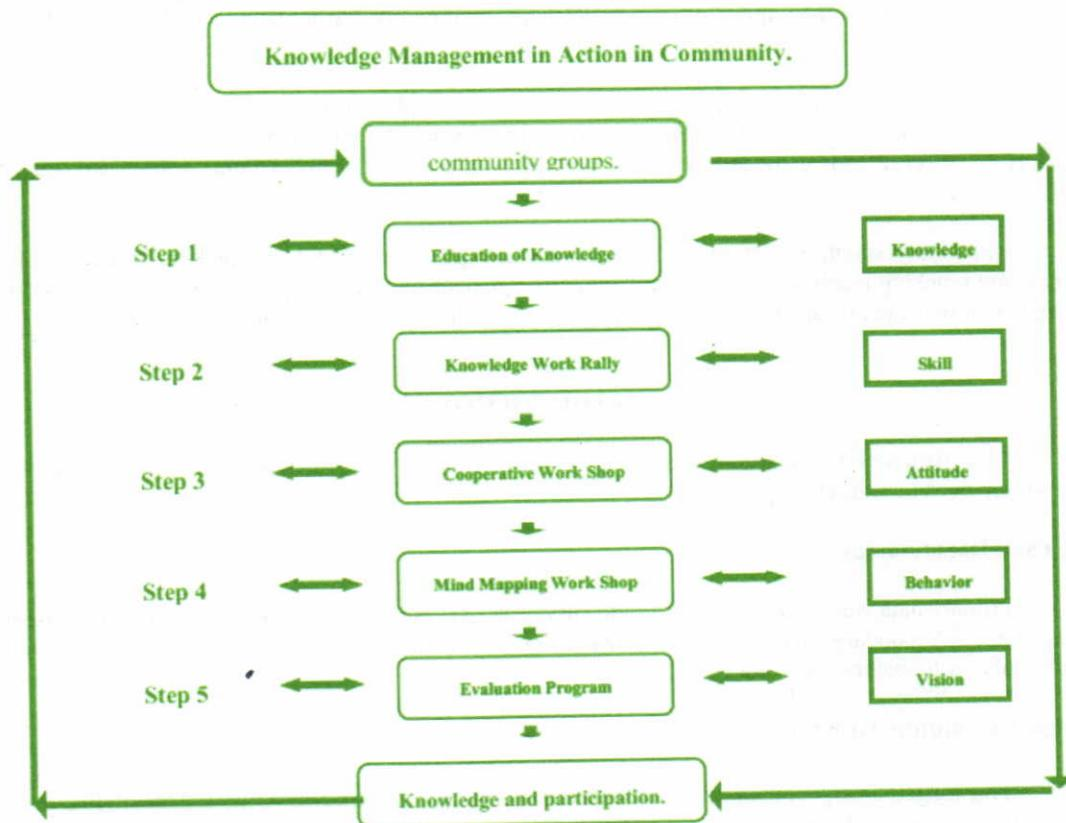 Knowledge Management in Action in Community.
community groups.
Step 1
Education of Knowledge
Knowledge
Step 2
Knowledge Work Rally
Skill
Step 3
Cooperative Work Shop
Attitude
Step 4
Mind Mapping Work Shop
Behavior
Step 5
Evaluation Program
Vision
Knowledge and participation.